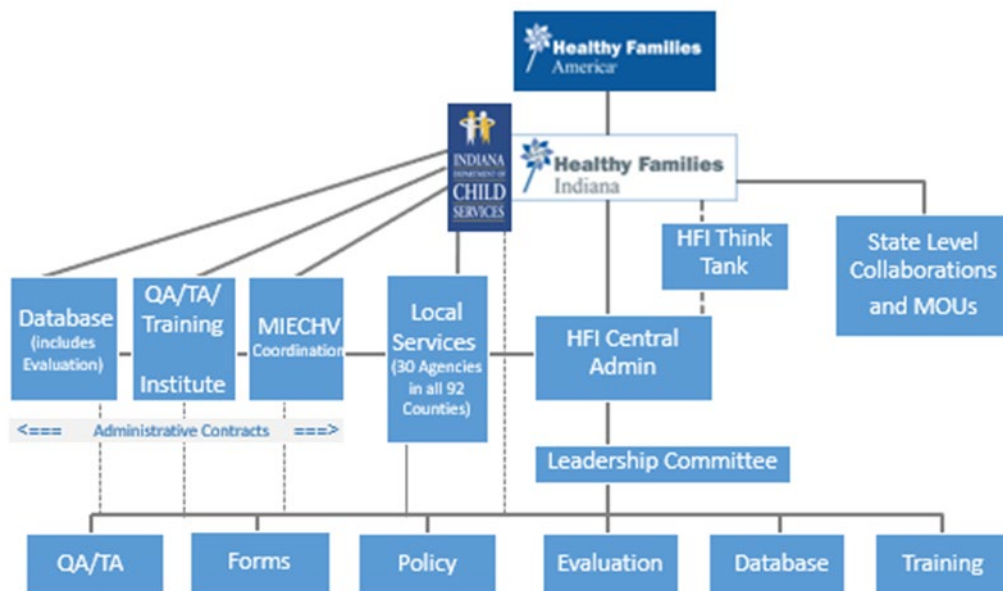 Healthy Families
America
INDIANA
DEPARTMENT OF
CHILD
SERVICES
Healthy Families
Indiana
HFI Think
Tank
State Level
Collaborations
and MOUs
Database
(includes
Evaluation)
QA/TA/
Training
Institute
MIECHV
Coordination
Local
Services
(30 Agencies
in all 92
Counties)
HFI Central
Admin
<=== Administrative Contracts ===>
Leadership Committee
QA/TA
Forms
Policy
Evaluation
Database
Training